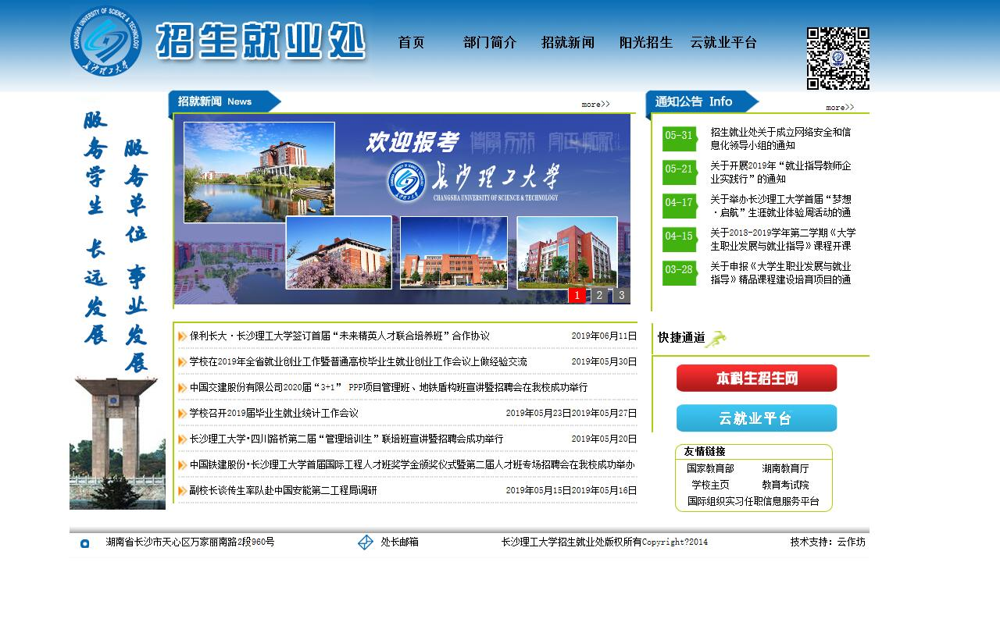 CHANGSHA UNIVERSITY OF SCIENCE & TECHNOLOGY
长沙理工大学
招生就业处
首页 部门简介 招就新闻 阳光招生 云就业平台
服务学生 长远发展
服务单位 事业发展
招就新闻 News
more>>
欢迎报考
长沙理工大学
CHANGSHA UNIVERSITY OF SCIENCE & TECHNOLOGY
1 2 3
保利长大·长沙理工大学签订首届“未来精英人才联合培养班”合作协议 2019年06月11日
学校在2019年全省就业创业工作暨普通高校毕业生就业创业工作会议上做经验交流 2019年05月30日
中国交建股份有限公司2020届“3+1” PPP项目管理班、地铁盾构班宣讲暨招聘会在我校成功举行
学校召开2019届毕业生就业统计工作会议 2019年05月23日2019年05月27日
长沙理工大学•四川路桥第二届“管理培训生”联培班宣讲暨招聘会成功举行 2019年05月20日
中国铁建股份•长沙理工大学首届国际工程人才班奖学金颁奖仪式暨第二届人才班专场招聘会在我校成功举办
副校长谈传生率队赴中国安能第二工程局调研 2019年05月15日2019年05月16日
通知公告 Info
more>>
05-31 招生就业处关于成立网络安全和信
息化领导小组的通知
05-21 关于开展2019年“就业指导教师企
业实践行”的通知
04-17 关于举办长沙理工大学首届“梦想
·启航”生涯就业体验周活动的通
04-15 关于2018-2019学年第二学期《大学
生职业发展与就业指导》课程开课
03-28 关于申报《大学生职业发展与就业
指导》精品课程建设培育项目的通
快捷通道
本科生招生网
云就业平台
友情链接
国家教育部 湖南教育厅
学校主页 教育考试院
国际组织实习任职信息服务平台
湖南省长沙市天心区万家丽南路2段960号 处长邮箱 长沙理工大学招生就业处版权所有Copyright?2014 技术支持：云作坊